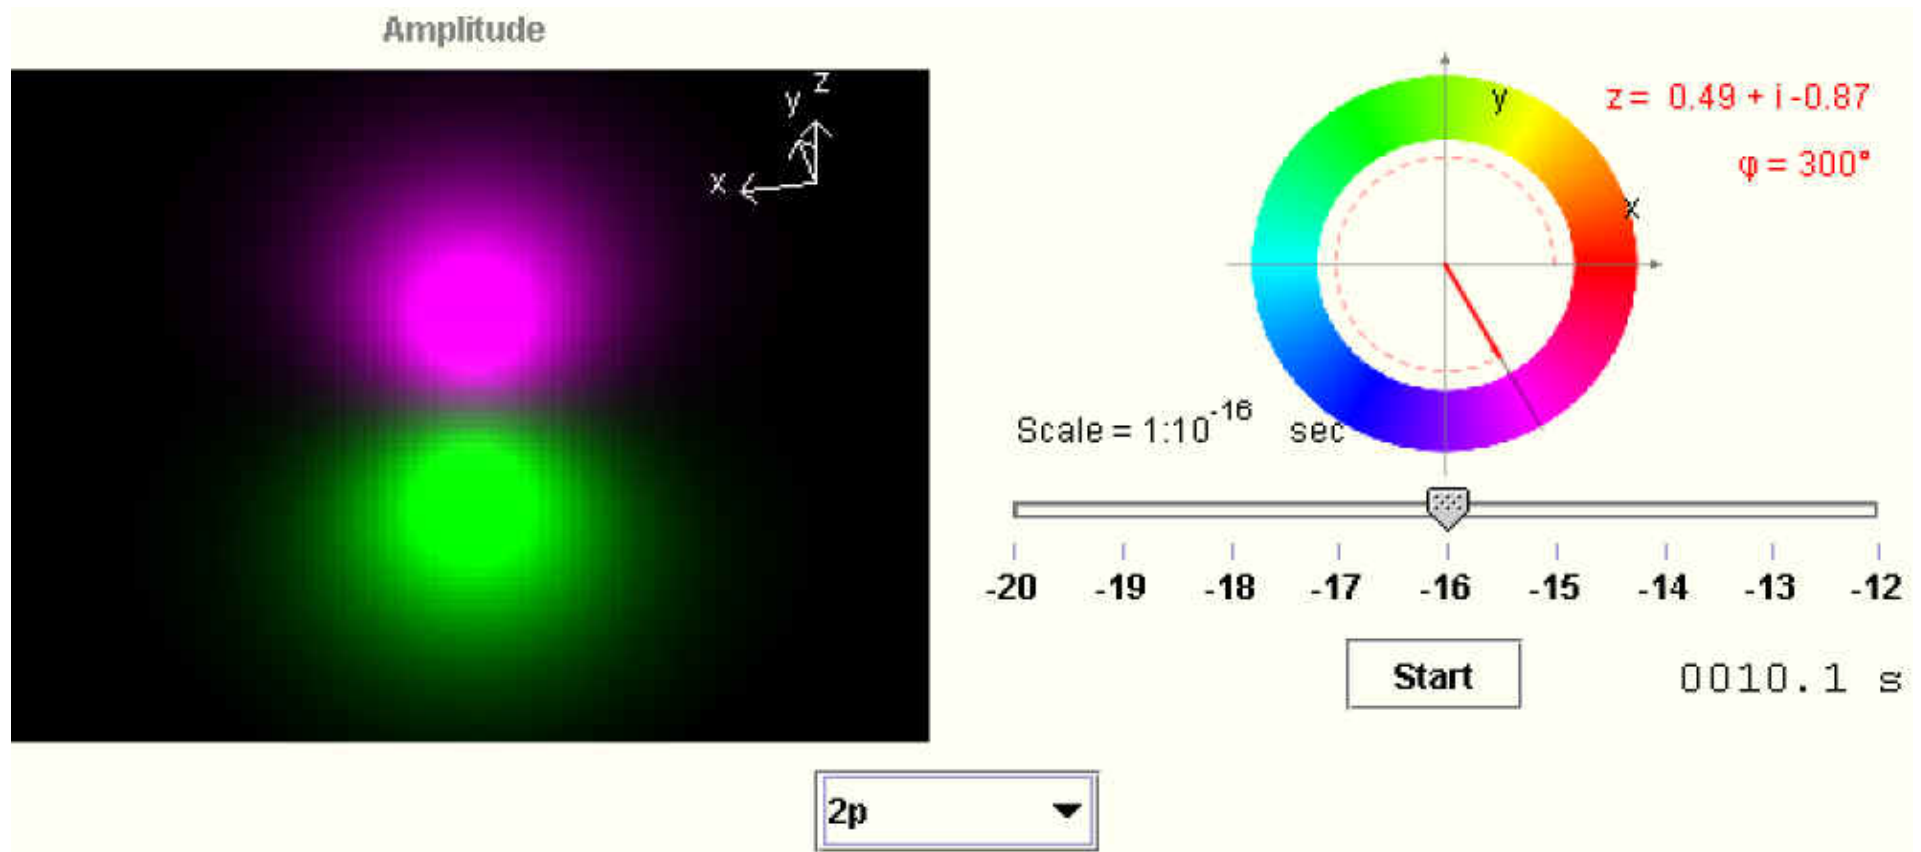 Amplitude
z
y
x
y
x
z = 0.49 + i -0.87
φ = 300°
Scale = 1:10^-16 sec
-20 -19 -18 -17 -16 -15 -14 -13 -12
Start
0010.1 s
2p